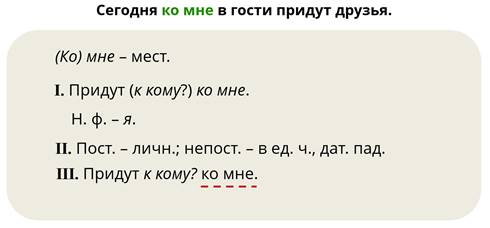 Сегодня ко мне в гости придут друзья.
(Ко) мне – мест.
I. Придут (к кому?) ко мне.
Н. ф. – я.
II. Пост. – личн.; непост. – в ед. ч., дат. пад.
III. Придут к кому? ко мне.